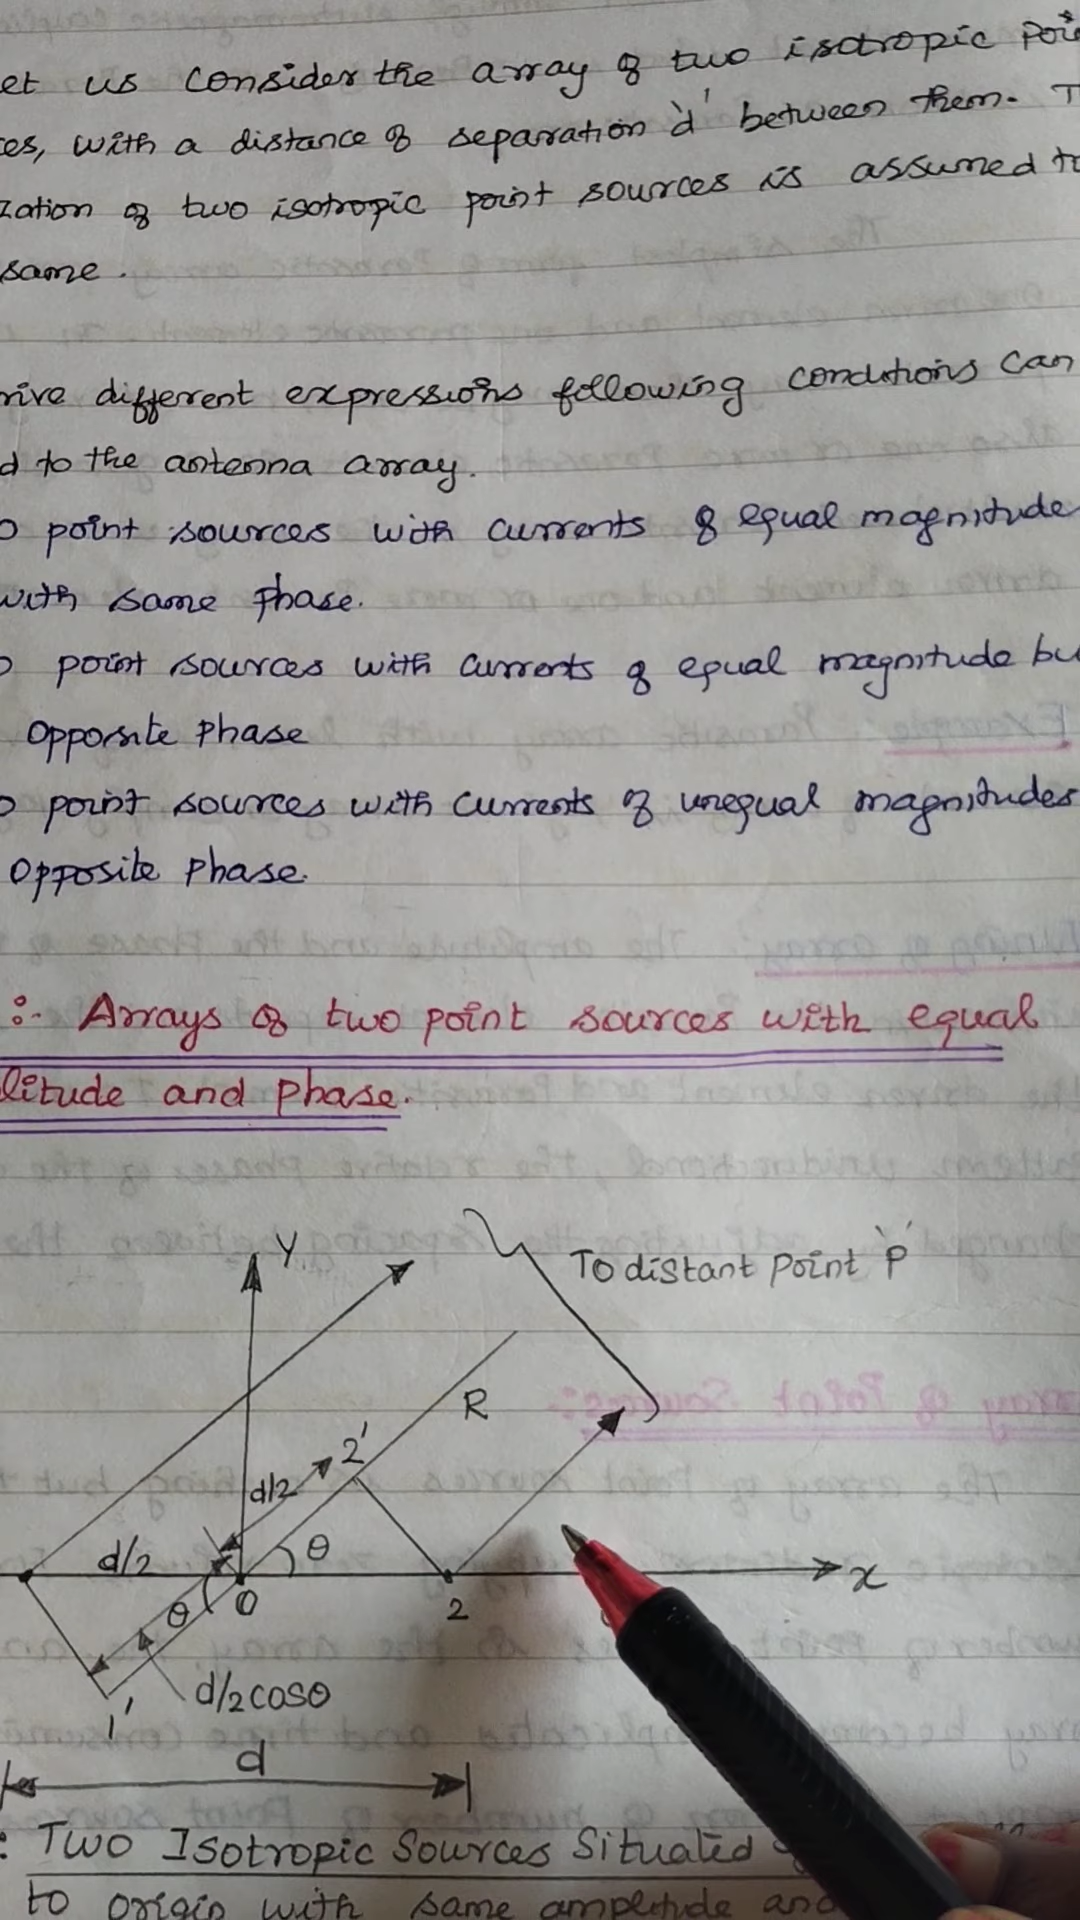 et us consider the array of two isotropic Poi
ces, with a distance of separation 'd' between them. T
zation of two isotropic point sources is assumed to
same.
rive different expressions following conditions can
d to the antenna array.
o point sources with currents of equal magnitude
with same phase.
o point sources with currents of equal magnitude bu
Opposite Phase
o point sources with currents of unequal magnitudes
Opposite Phase.
:- Arrays of two point sources with equal
litude and phase.
Y
To distant Point 'P'
R
2'
d/2
d/2
θ
x
θ
0
2
d/2 cosθ
1'
d
: Two Isotropic Sources Situated
to origin with same amplitude and